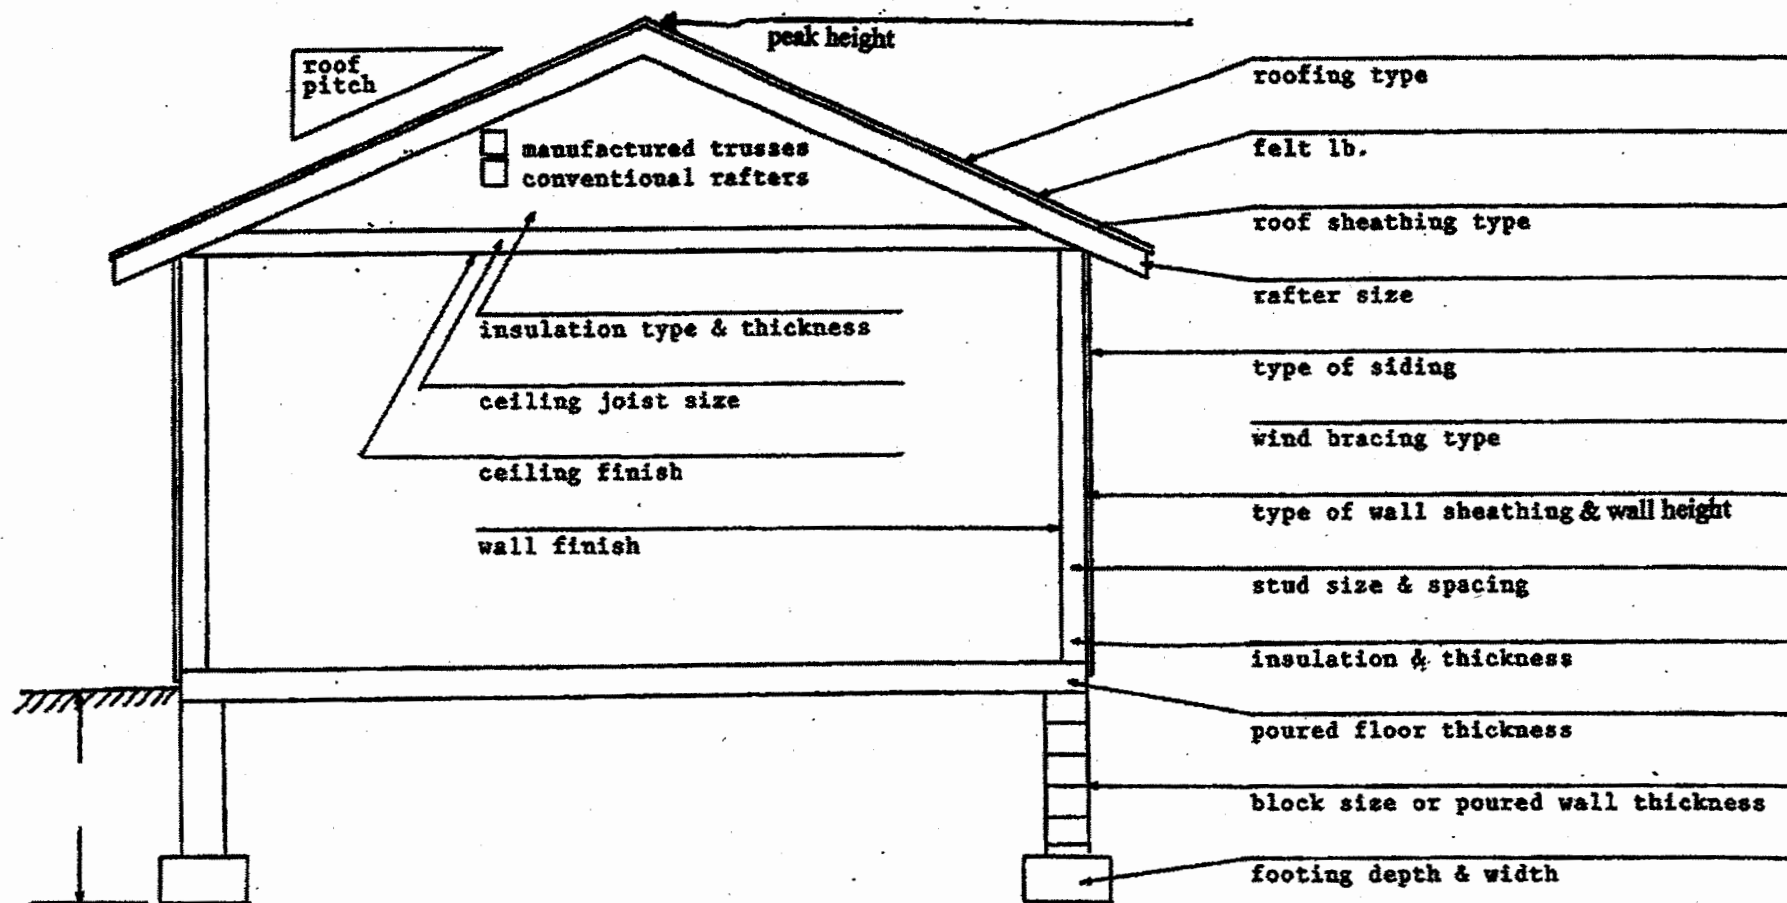 peak height
roof
pitch
roofing type
manufactured trusses
felt lb.
conventional rafters
roof sheathing type
rafter size
insulation type & thickness
type of siding
ceiling joist size
wind bracing type
ceiling finish
type of wall sheathing & wall height
wall finish
stud size & spacing
insulation & thickness
poured floor thickness
block size or poured wall thickness
footing depth & width